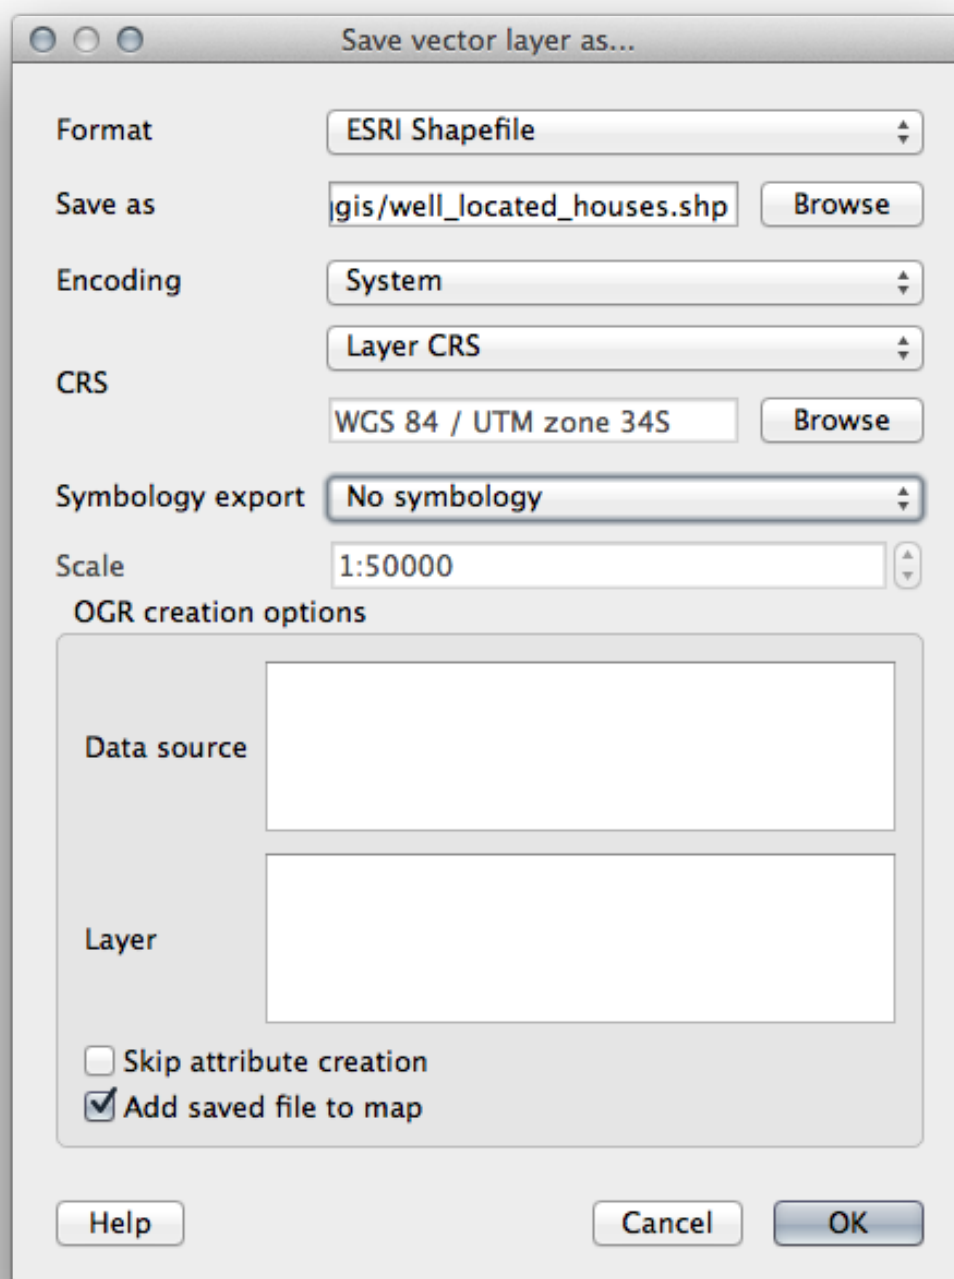 Save vector layer as...
Format ESRI Shapefile
Save as gis/well_located_houses.shp Browse
Encoding System
Layer CRS
CRS
WGS 84 / UTM zone 34S Browse
Symbology export No symbology
Scale 1:50000
OGR creation options
Data source
Layer
Skip attribute creation
Add saved file to map
Help Cancel OK